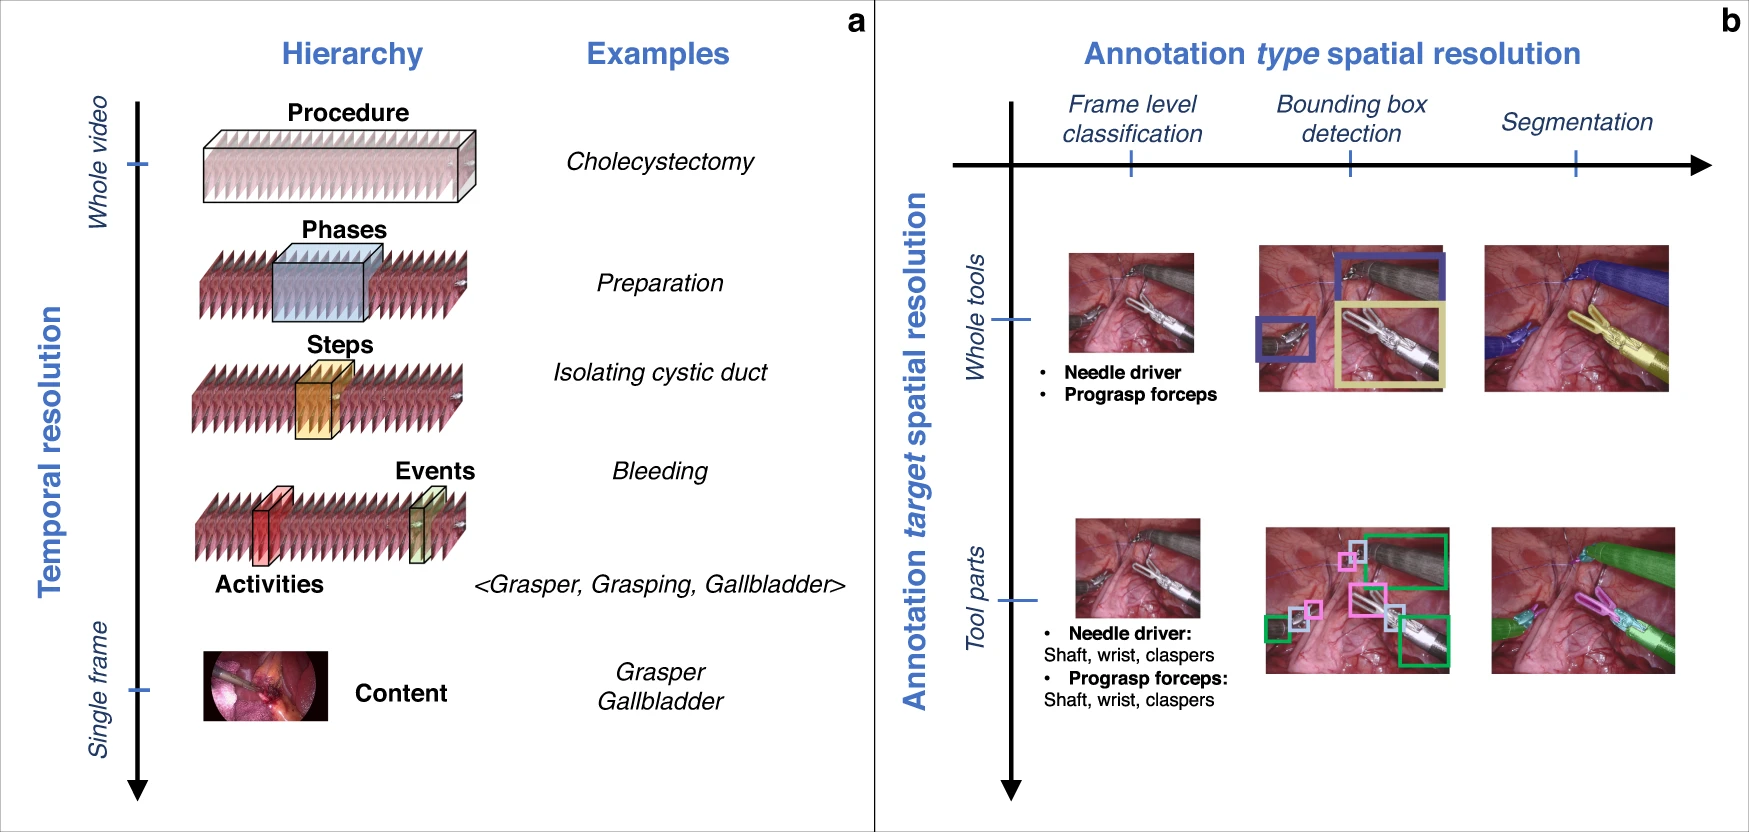 a
Hierarchy
Examples
Temporal resolution
Whole video
Single frame
Procedure
Cholecystectomy
Phases
Preparation
Steps
Isolating cystic duct
Events
Bleeding
Activities
<Grasper, Grasping, Gallbladder>
Content
Grasper
Gallbladder
b
Annotation type spatial resolution
Frame level
classification
Bounding box
detection
Segmentation
Annotation target spatial resolution
Whole tools
• Needle driver
• Prograsp forceps
Tool parts
• Needle driver:
Shaft, wrist, claspers
• Prograsp forceps:
Shaft, wrist, claspers